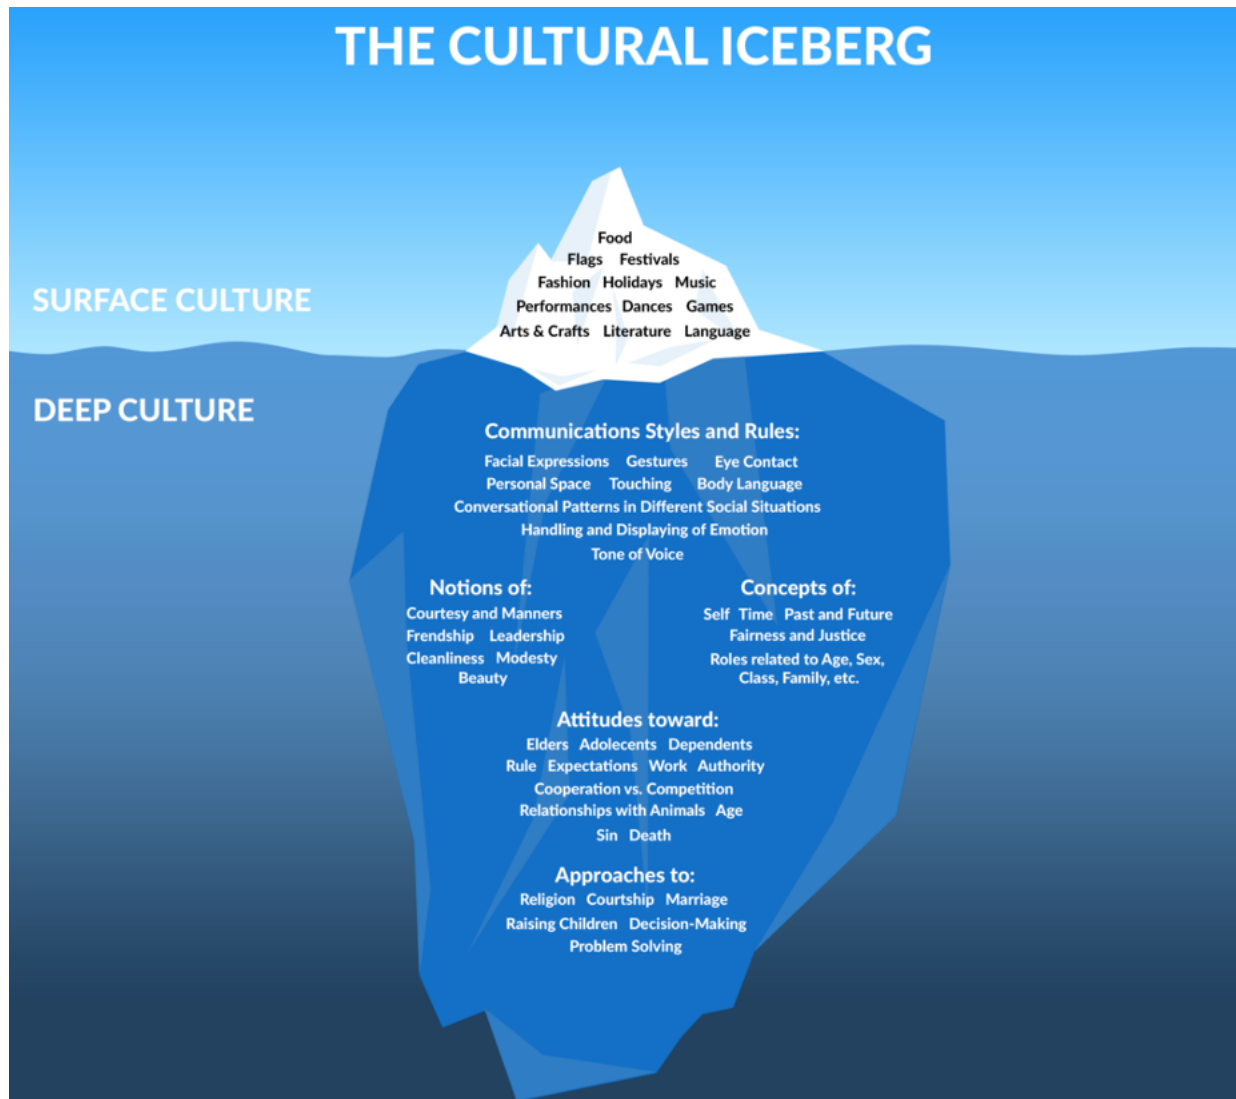 THE CULTURAL ICEBERG
Food
Flags Festivals
Fashion Holidays Music
Performances Dances Games
Arts & Crafts Literature Language
SURFACE CULTURE
DEEP CULTURE
Communications Styles and Rules:
Facial Expressions Gestures Eye Contact
Personal Space Touching Body Language
Conversational Patterns in Different Social Situations
Handling and Displaying of Emotion
Tone of Voice
Notions of:
Courtesy and Manners
Frendship Leadership
Cleanliness Modesty
Beauty
Concepts of:
Self Time Past and Future
Fairness and Justice
Roles related to Age, Sex,
Class, Family, etc.
Attitudes toward:
Elders Adolecents Dependents
Rule Expectations Work Authority
Cooperation vs. Competition
Relationships with Animals Age
Sin Death
Approaches to:
Religion Courtship Marriage
Raising Children Decision-Making
Problem Solving